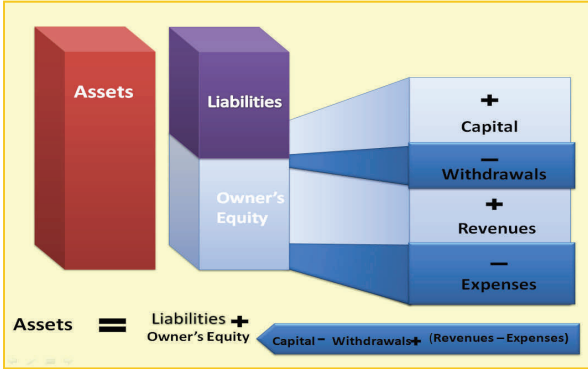 Assets
Liabilities
Owner's
Equity
+
Capital
–
Withdrawals
+
Revenues
–
Expenses
Assets = Liabilities +
Owner's Equity
Capital – Withdrawals + (Revenues – Expenses)